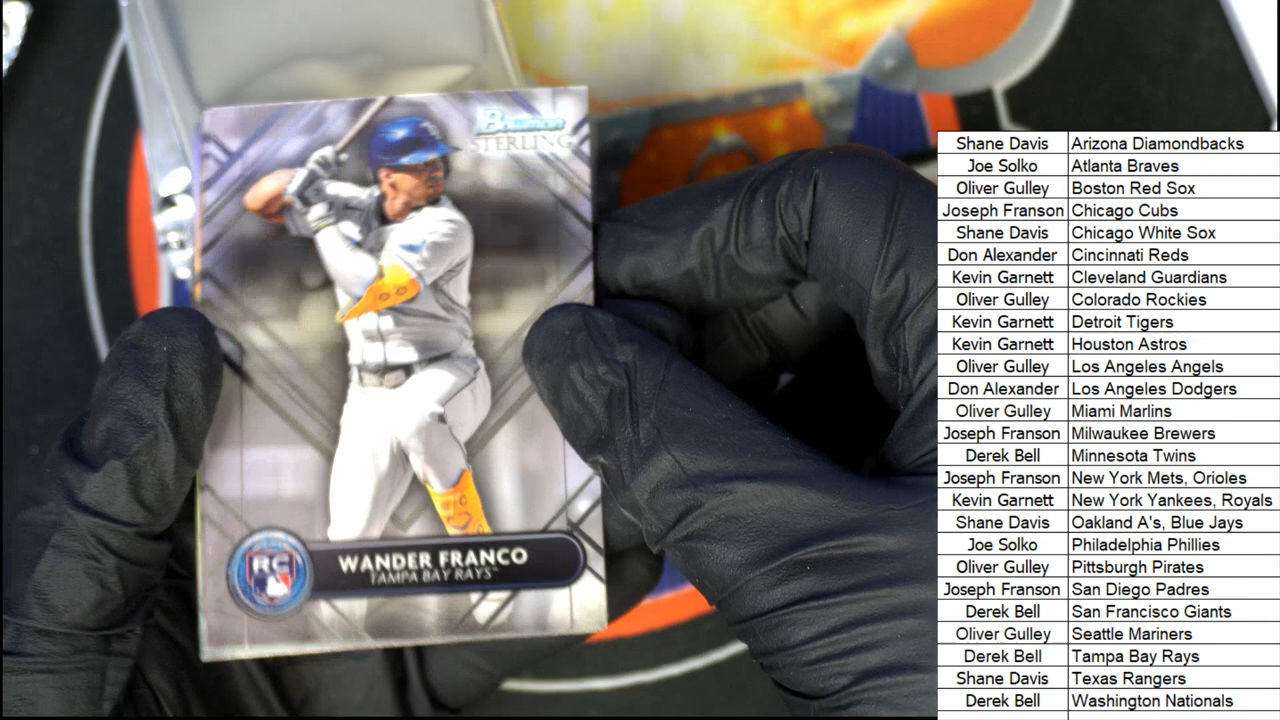 Bowman
STERLING
RC
WANDER FRANCO
TAMPA BAY RAYS™
Shane Davis Arizona Diamondbacks
Joe Solko Atlanta Braves
Oliver Gulley Boston Red Sox
Joseph Franson Chicago Cubs
Shane Davis Chicago White Sox
Don Alexander Cincinnati Reds
Kevin Garnett Cleveland Guardians
Oliver Gulley Colorado Rockies
Kevin Garnett Detroit Tigers
Kevin Garnett Houston Astros
Oliver Gulley Los Angeles Angels
Don Alexander Los Angeles Dodgers
Oliver Gulley Miami Marlins
Joseph Franson Milwaukee Brewers
Derek Bell Minnesota Twins
Joseph Franson New York Mets, Orioles
Kevin Garnett New York Yankees, Royals
Shane Davis Oakland A's, Blue Jays
Joe Solko Philadelphia Phillies
Oliver Gulley Pittsburgh Pirates
Joseph Franson San Diego Padres
Derek Bell San Francisco Giants
Oliver Gulley Seattle Mariners
Derek Bell Tampa Bay Rays
Shane Davis Texas Rangers
Derek Bell Washington Nationals